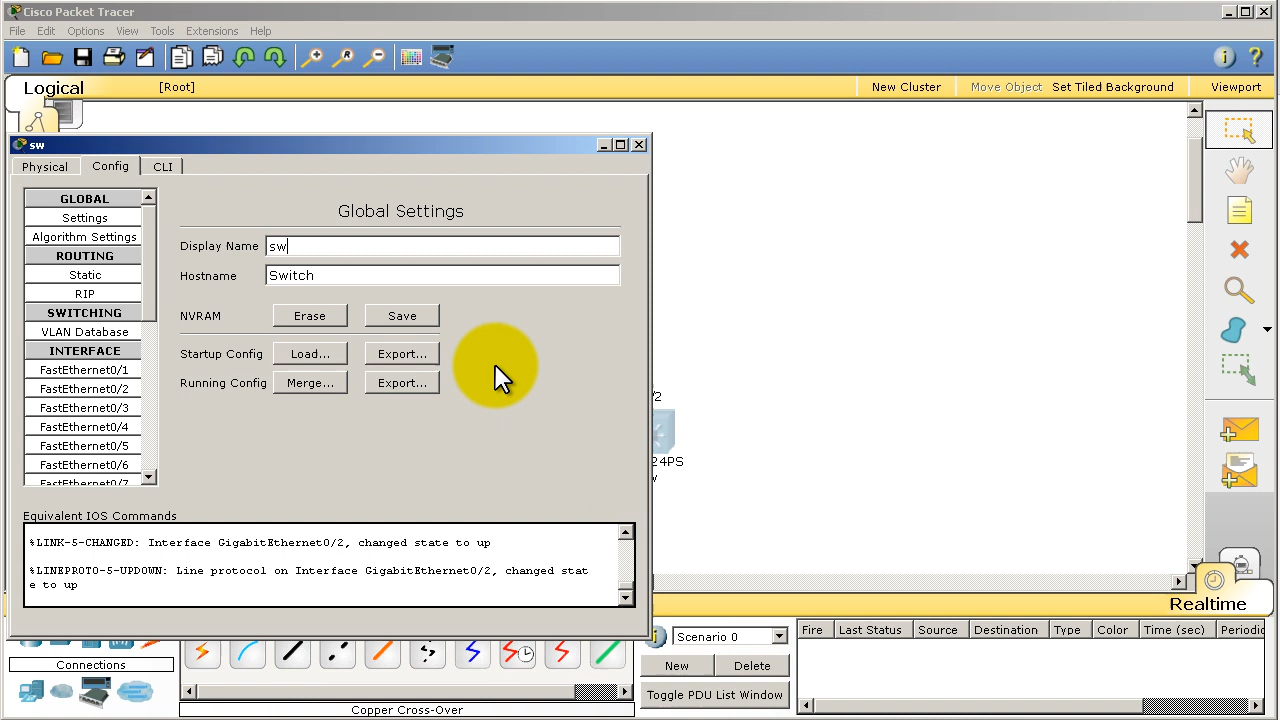 Cisco Packet Tracer
File Edit Options View Tools Extensions Help
Logical [Root] New Cluster Move Object Set Tiled Background Viewport
sw
Physical Config CLI
GLOBAL
Settings
Algorithm Settings
ROUTING
Static
RIP
SWITCHING
VLAN Database
INTERFACE
FastEthernet0/1
FastEthernet0/2
FastEthernet0/3
FastEthernet0/4
FastEthernet0/5
FastEthernet0/6
FastEthernet0/7
Global Settings
Display Name sw
Hostname Switch
NVRAM Erase Save
Startup Config Load... Export...
Running Config Merge... Export...
/2
24PS
Equivalent IOS Commands
%LINK-5-CHANGED: Interface GigabitEthernet0/2, changed state to up
%LINEPROTO-5-UPDOWN: Line protocol on Interface GigabitEthernet0/2, changed stat
e to up
Realtime
Connections
Copper Cross-Over
Scenario 0
New Delete
Toggle PDU List Window
Fire Last Status Source Destination Type Color Time (sec) Periodic